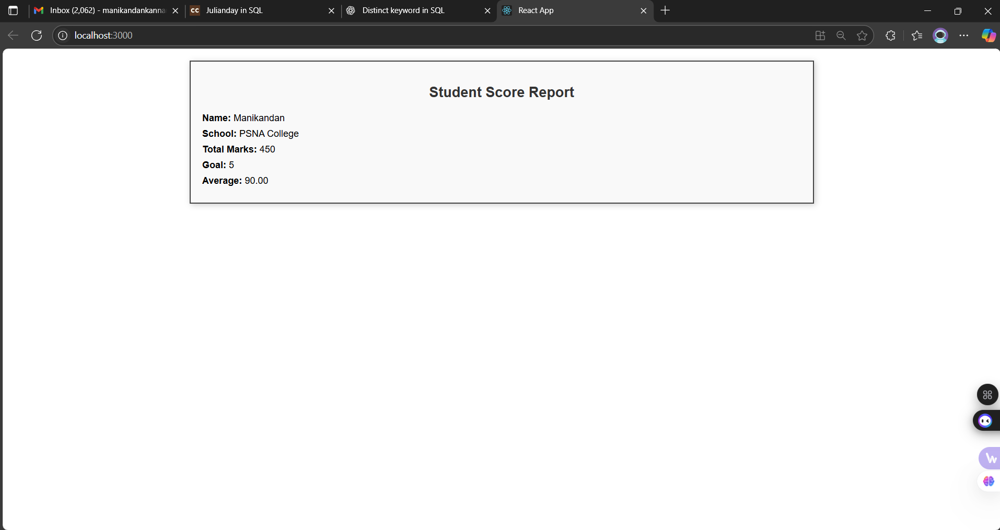 Inbox (2,062) - manikandankanna
CC Julianday in SQL
Distinct keyword in SQL
React App
localhost:3000
Student Score Report
Name: Manikandan
School: PSNA College
Total Marks: 450
Goal: 5
Average: 90.00